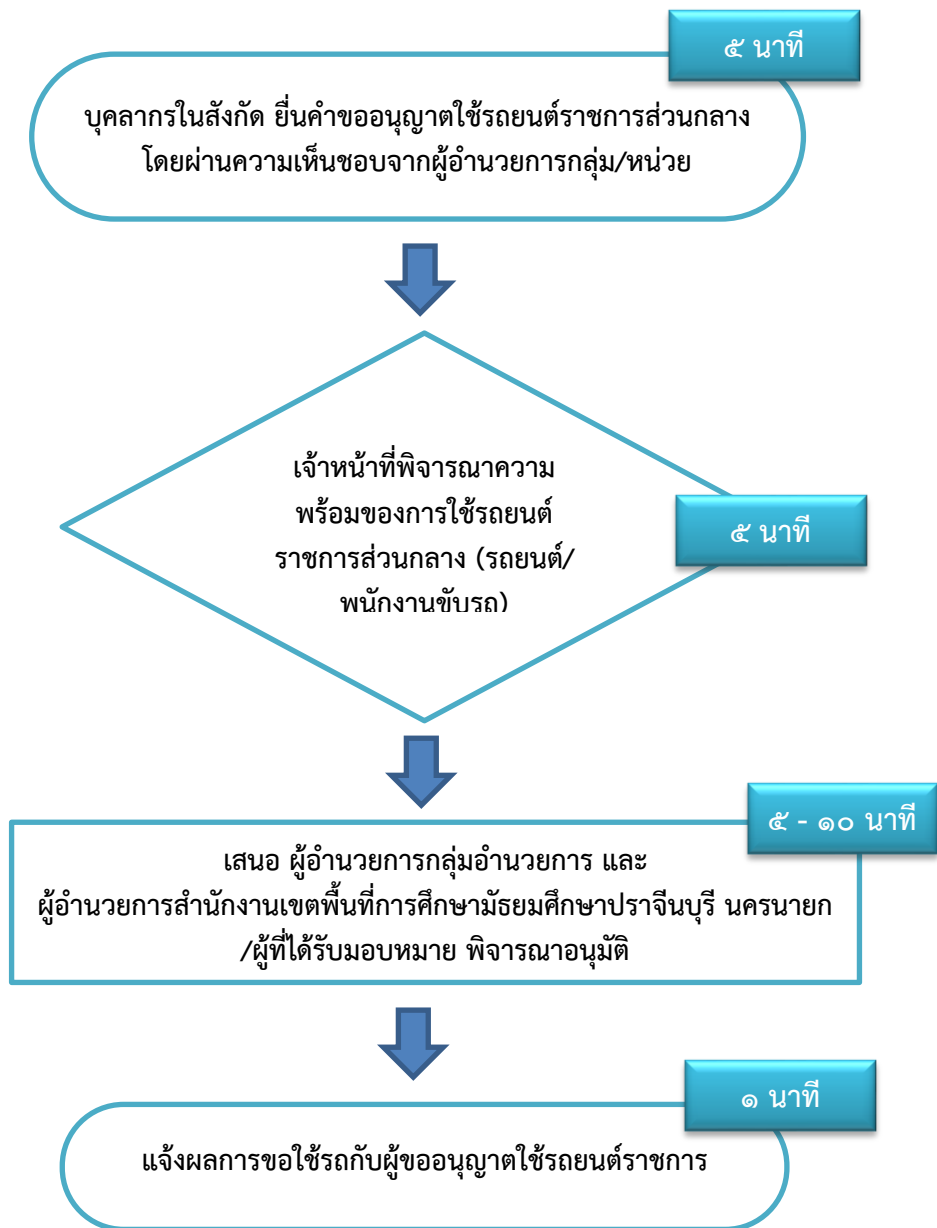 ๕ นาที
บุคลากรในสังกัด ยื่นคำขออนุญาตใช้รถยนต์ราชการส่วนกลาง
โดยผ่านความเห็นชอบจากผู้อำนวยการกลุ่ม/หน่วย
เจ้าหน้าที่พิจารณาความ
พร้อมของการใช้รถยนต์
ราชการส่วนกลาง (รถยนต์/
พนักงานขับรถ)
๕ นาที
๕ - ๑๐ นาที
เสนอ ผู้อำนวยการกลุ่มอำนวยการ และ
ผู้อำนวยการสำนักงานเขตพื้นที่การศึกษามัธยมศึกษาปราจีนบุรี นครนายก
/ผู้ที่ได้รับมอบหมาย พิจารณาอนุมัติ
๑ นาที
แจ้งผลการขอใช้รถกับผู้ขออนุญาตใช้รถยนต์ราชการ